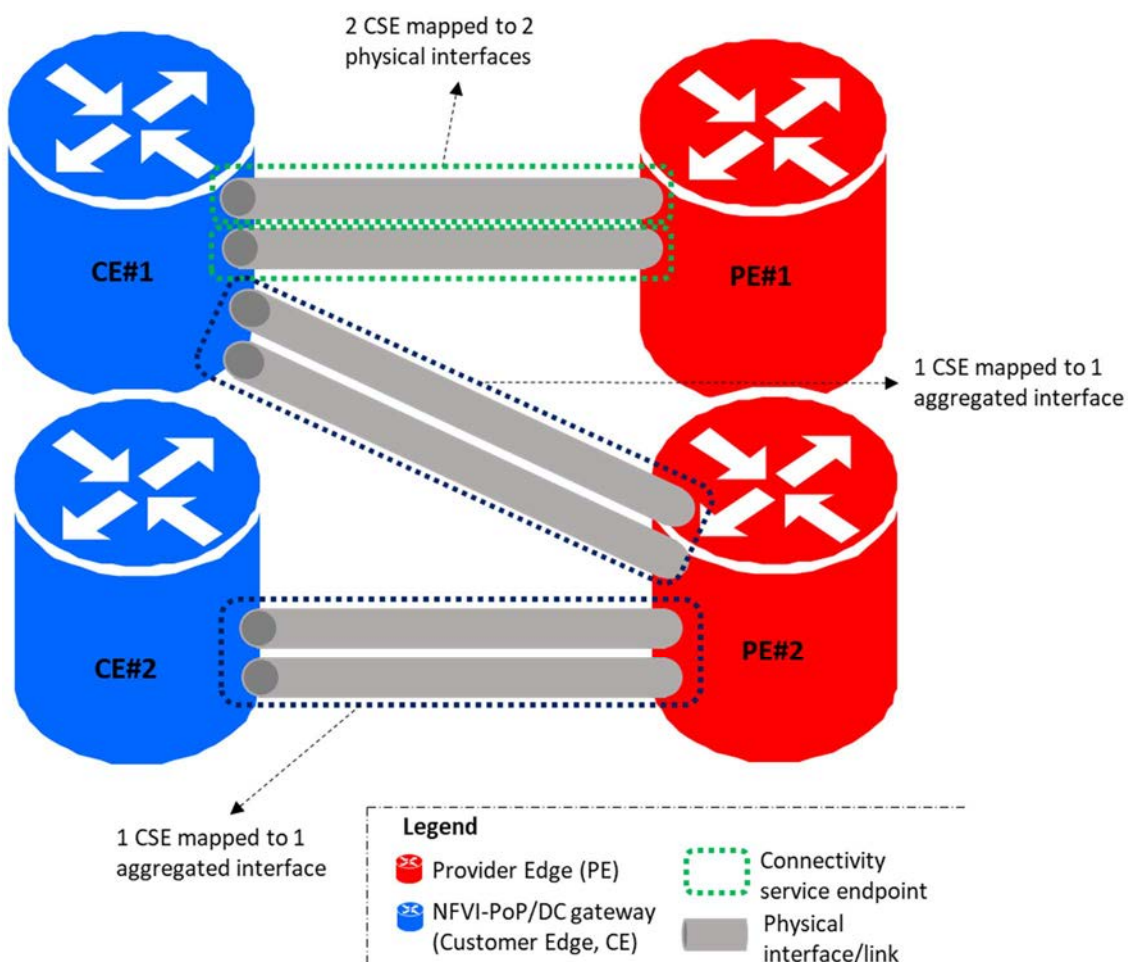 2 CSE mapped to 2
physical interfaces
CE#1
PE#1
1 CSE mapped to 1
aggregated interface
CE#2
PE#2
1 CSE mapped to 1
aggregated interface
Legend
Provider Edge (PE)
NFVI-PoP/DC gateway
(Customer Edge, CE)
Connectivity
service endpoint
Physical
interface/link